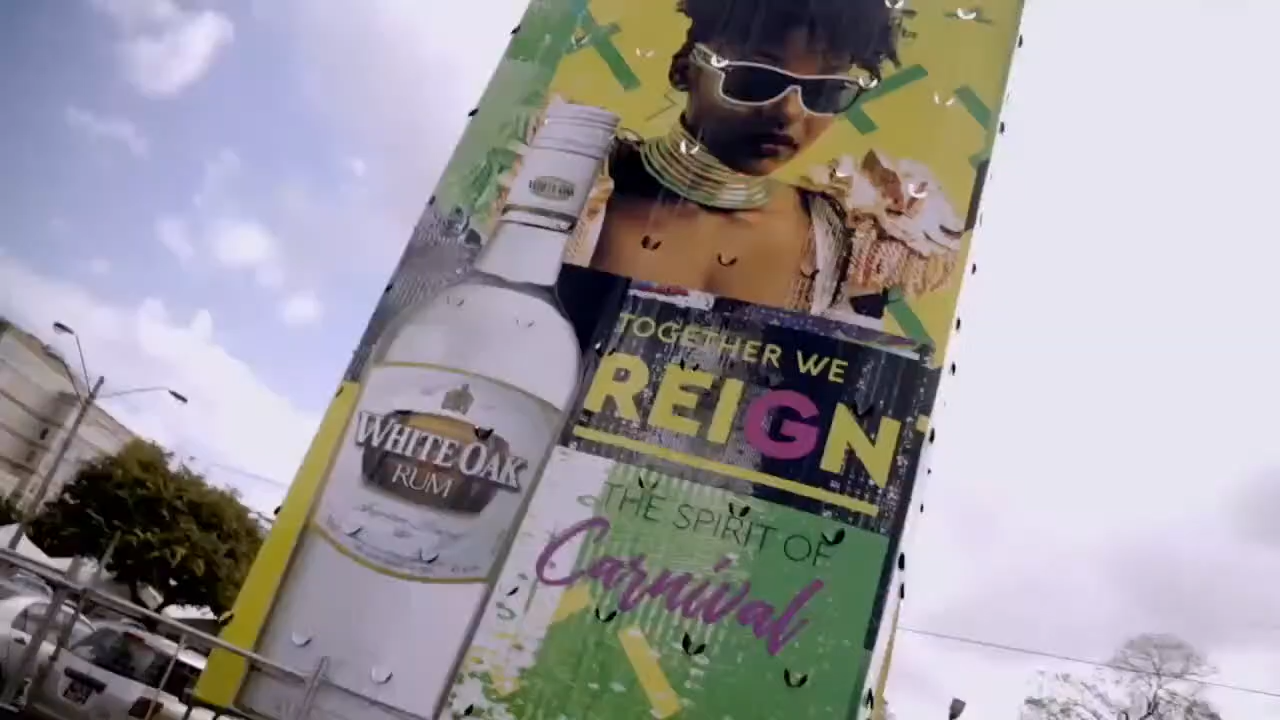 WHITE OAK
RUM
TOGETHER WE
REIGN
THE SPIRIT OF
Carnival